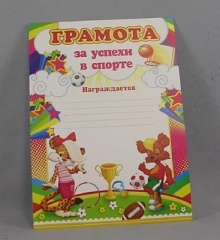 ГРАМОТА
за успехи
в спорте
Награждается